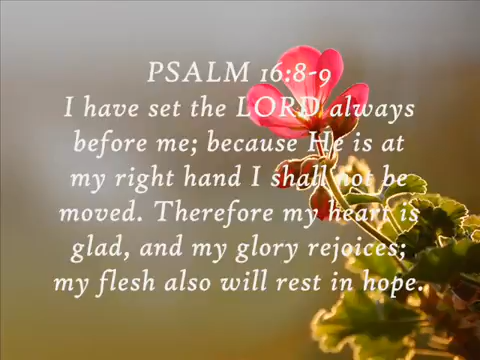 PSALM 16:8-9
I have set the LORD always
before me; because He is at
my right hand I shall not be
moved. Therefore my heart is
glad, and my glory rejoices;
my flesh also will rest in hope.